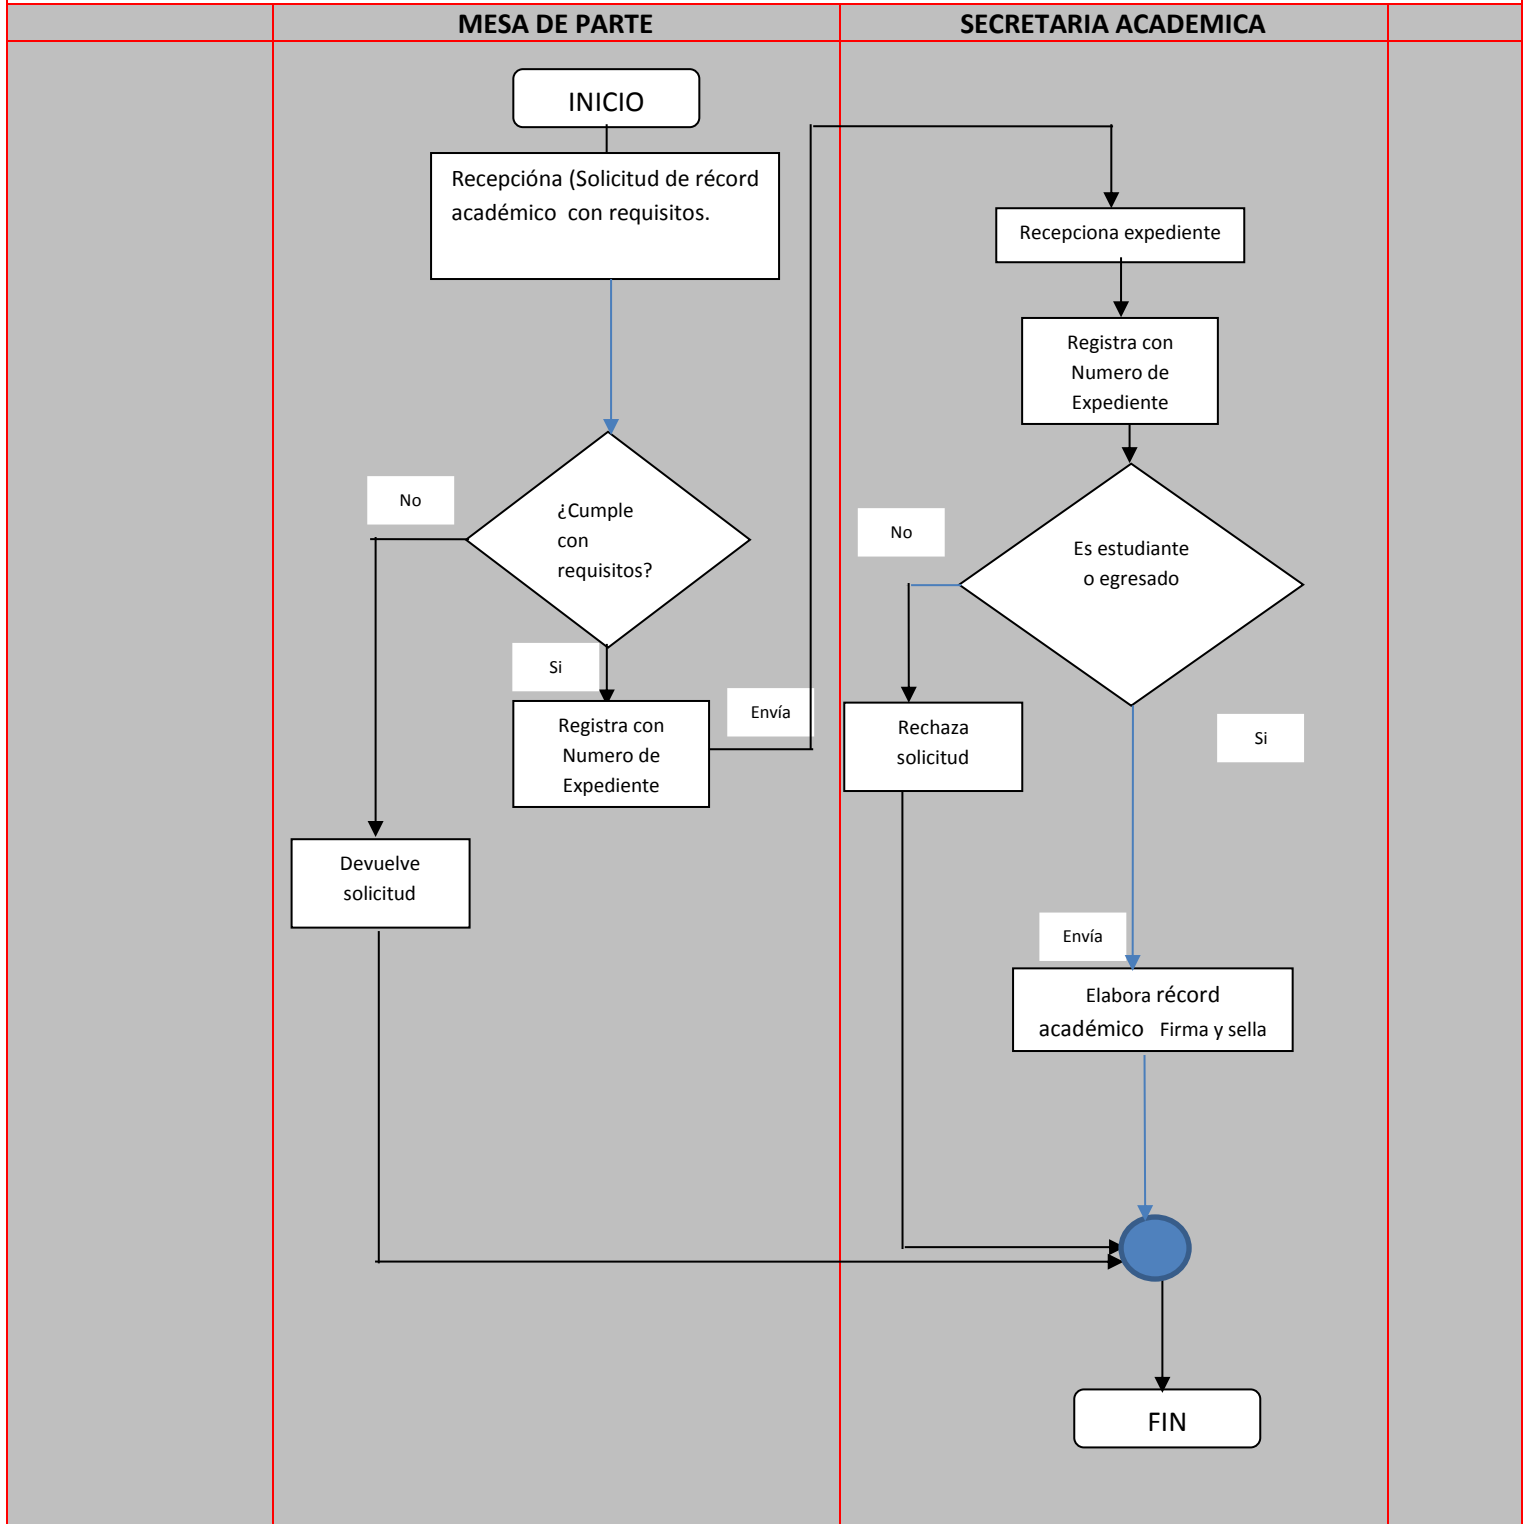 MESA DE PARTE
SECRETARIA ACADEMICA
INICIO
Recepcióna (Solicitud de récord
académico con requisitos.
¿Cumple
con
requisitos?
No
Si
Registra con
Numero de
Expediente
Envía
Devuelve
solicitud
Recepciona expediente
Registra con
Numero de
Expediente
Es estudiante
o egresado
No
Rechaza
solicitud
Si
Envía
Elabora récord
académico Firma y sella
FIN